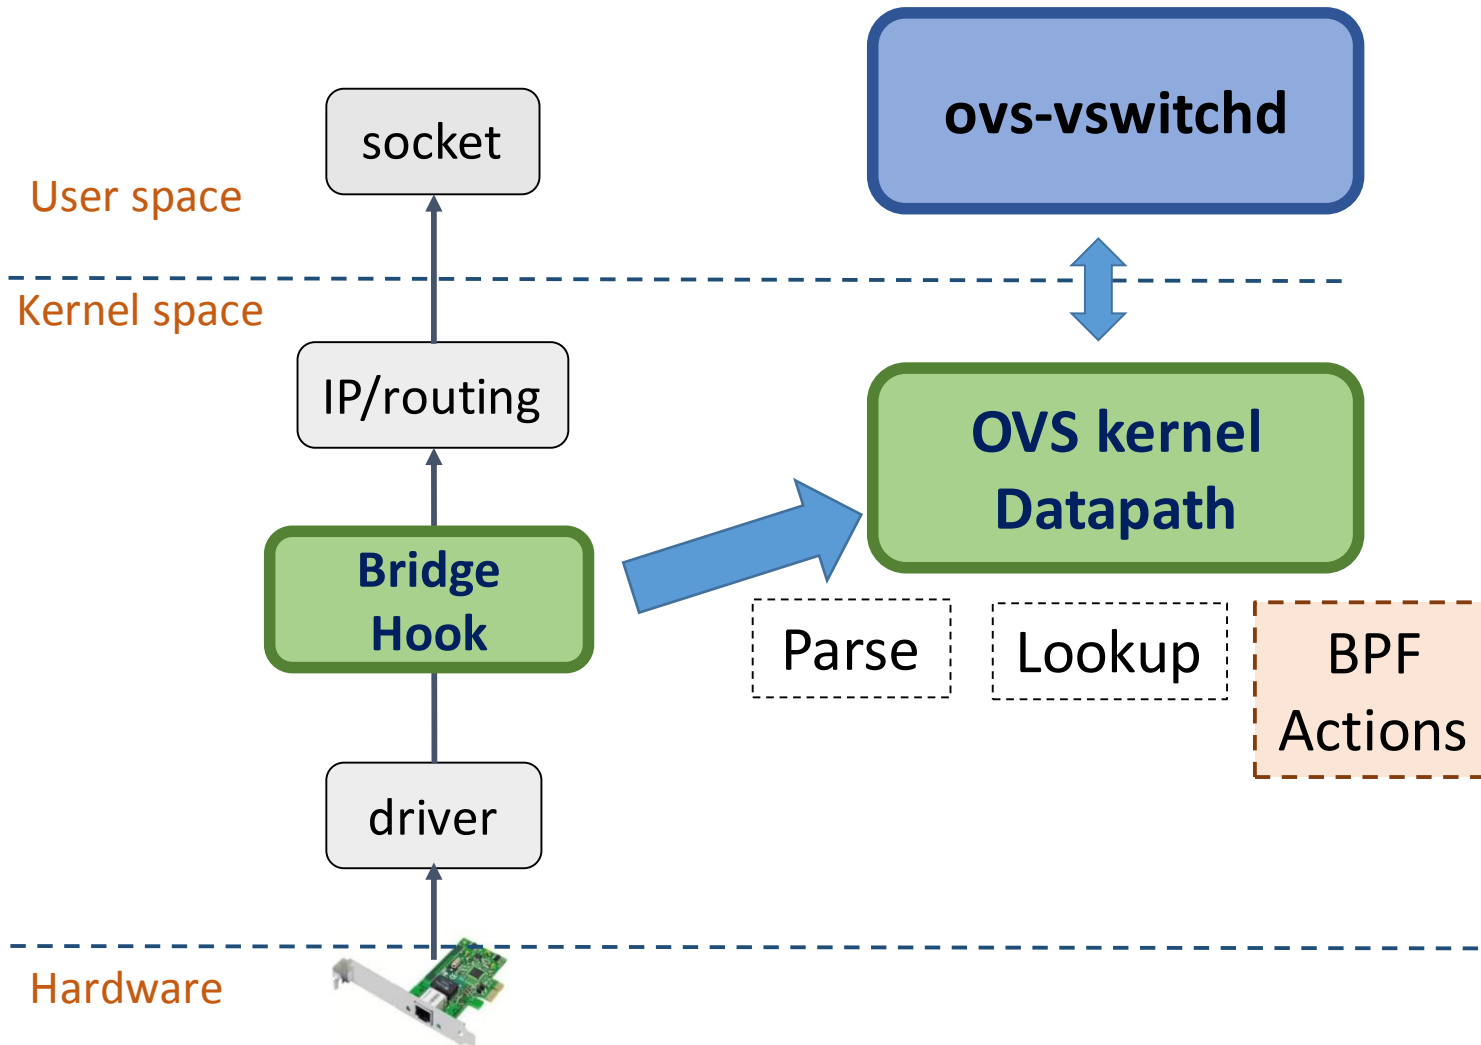 ovs-vswitchd
socket
User space
Kernel space
IP/routing
OVS kernel
Datapath
Bridge
Hook
Parse
Lookup
BPF
Actions
driver
Hardware